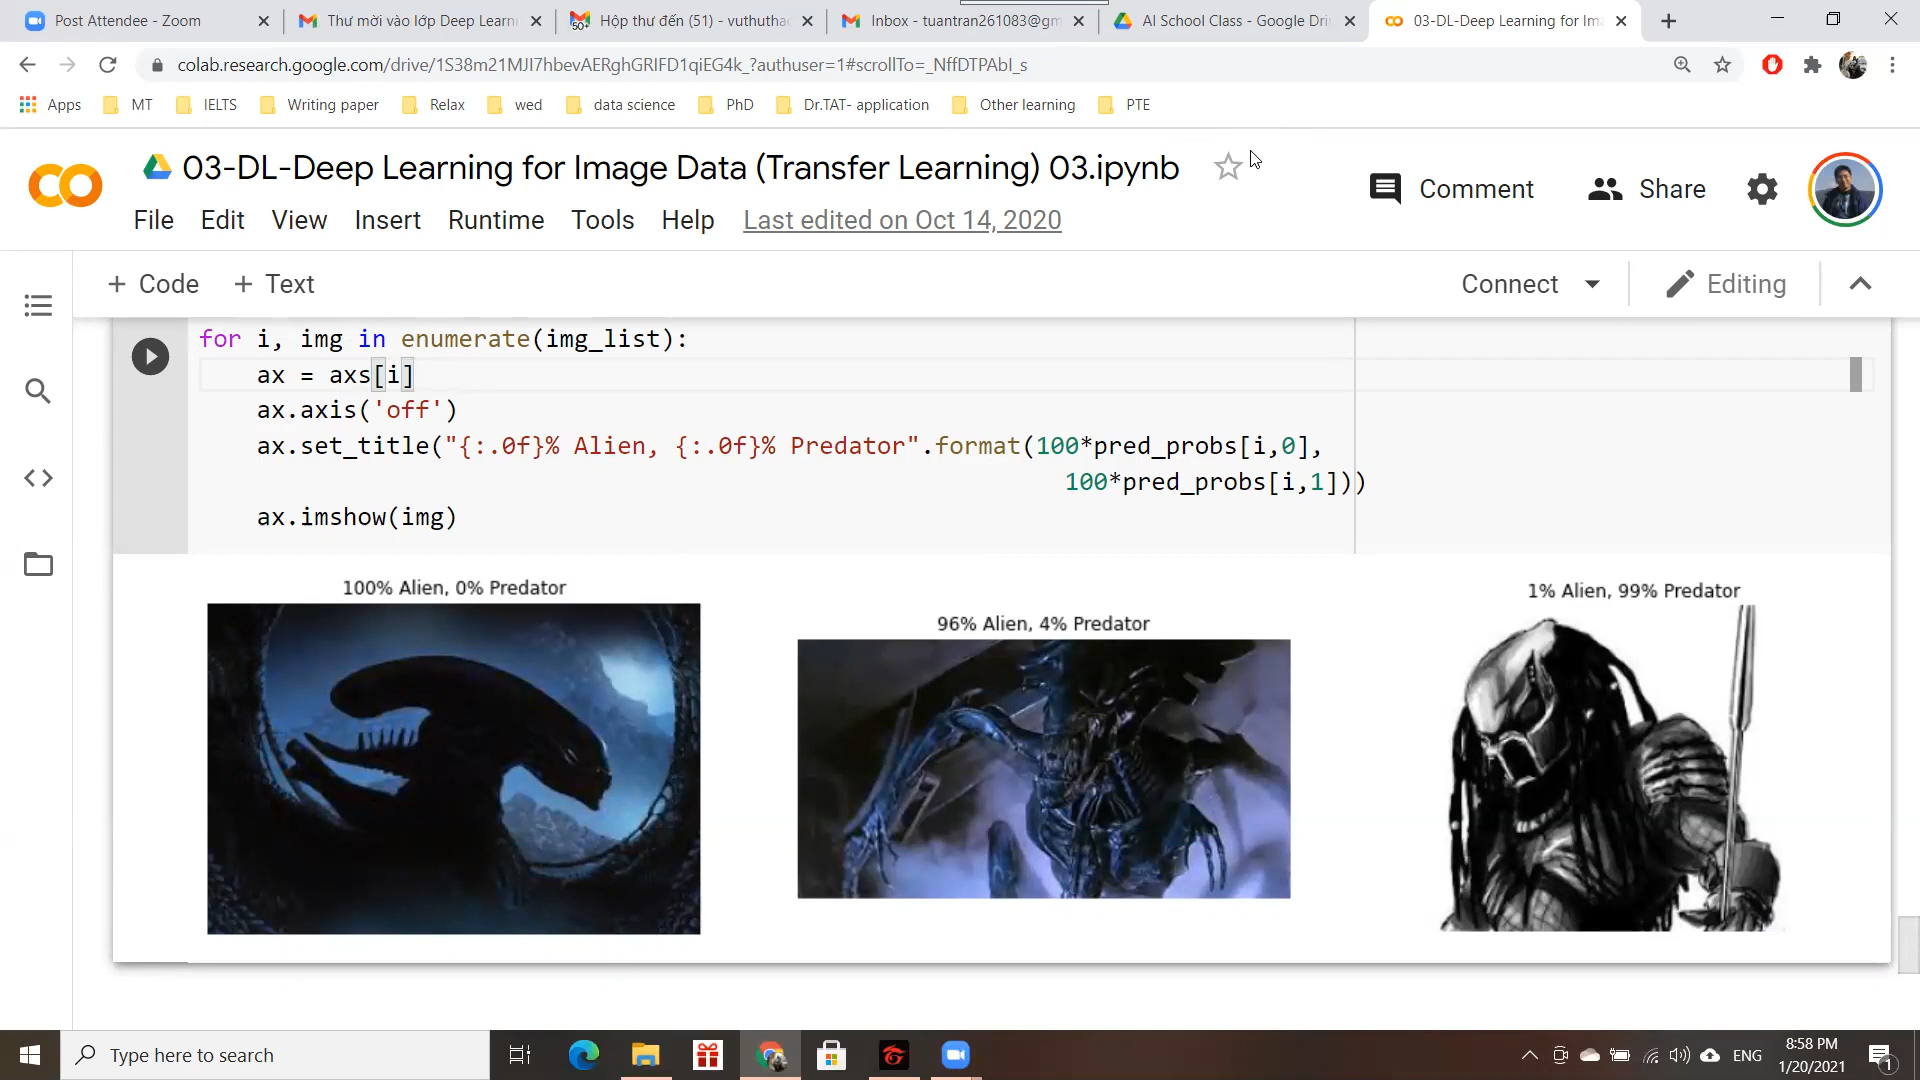 Post Attendee - Zoom
Thư mời vào lớp Deep Learni
50+
Hộp thư đến (51) - vuthutha
Inbox - tuantran261083@gm
AI School Class - Google Dri
03-DL-Deep Learning for Ima
colab.research.google.com/drive/1S38m21MJI7hbevAERghGRIFD1qiEG4k_?authuser=1#scrollTo=_NffDTPAbI_s
Apps
MT
IELTS
Writing paper
Relax
wed
data science
PhD
Dr.TAT- application
Other learning
PTE
03-DL-Deep Learning for Image Data (Transfer Learning) 03.ipynb
Comment
Share
File
Edit
View
Insert
Runtime
Tools
Help
Last edited on Oct 14, 2020
+ Code
+ Text
Connect
Editing
for i, img in enumerate(img_list):
ax = axs[i]
ax.axis('off')
ax.set_title("{:.0f}% Alien, {:.0f}% Predator".format(100*pred_probs[i,0],
100*pred_probs[i,1]))
ax.imshow(img)
100% Alien, 0% Predator
96% Alien, 4% Predator
1% Alien, 99% Predator
Type here to search
ENG
8:58 PM
1/20/2021
1